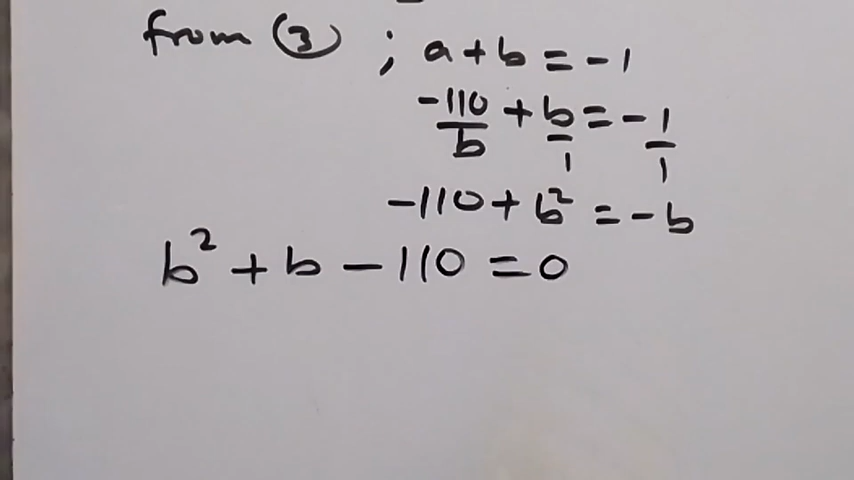 from (3) ; a + b = -1
-110/b + b/1 = -1/1
-110 + b² = -b
b² + b - 110 = 0